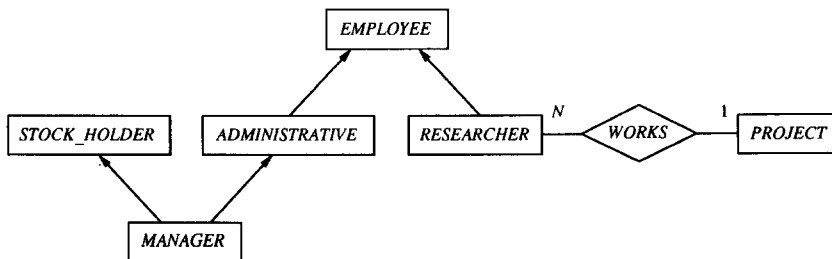 EMPLOYEE
STOCK_HOLDER
ADMINISTRATIVE
RESEARCHER
N
WORKS
1
PROJECT
MANAGER